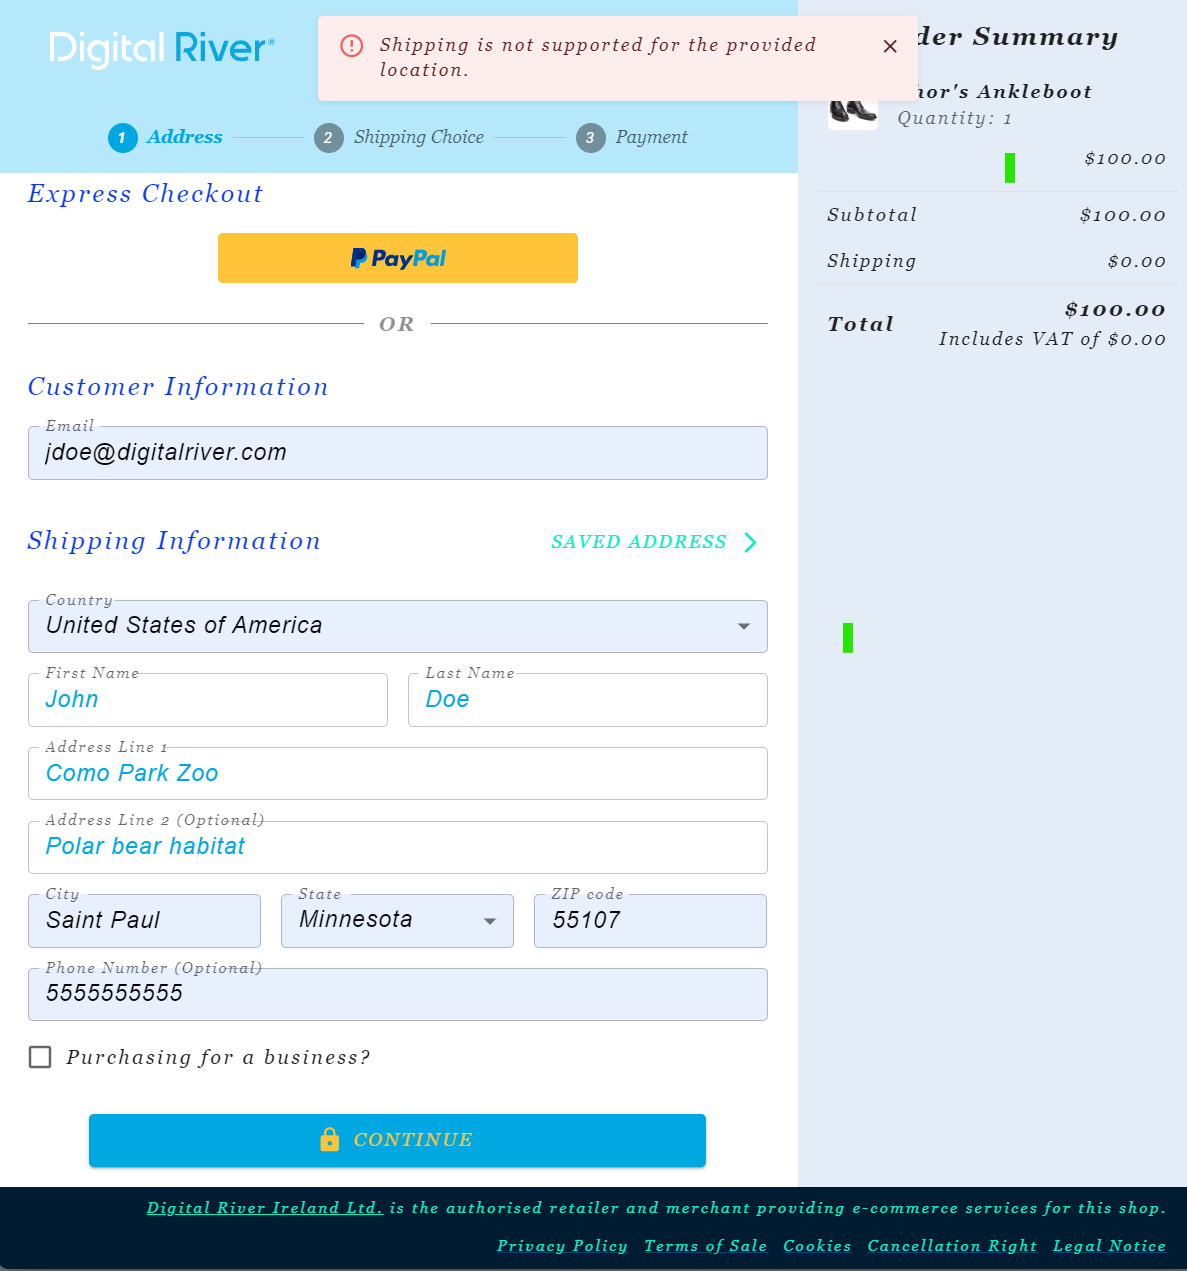 Digital River®
Shipping is not supported for the provided
location.
1 Address
2 Shipping Choice
3 Payment
Express Checkout
PayPal
OR
Customer Information
Email
jdoe@digitalriver.com
Shipping Information
SAVED ADDRESS
Country
United States of America
First Name
John
Last Name
Doe
Address Line 1
Como Park Zoo
Address Line 2 (Optional)
Polar bear habitat
City
Saint Paul
State
Minnesota
ZIP code
55107
Phone Number (Optional)
5555555555
Purchasing for a business?
CONTINUE
Summary
Ankleboot
Quantity: 1
$100.00
Subtotal
$100.00
Shipping
$0.00
Total
$100.00
Includes VAT of $0.00
Digital River Ireland Ltd. is the authorised retailer and merchant providing e-commerce services for this shop.
Privacy Policy Terms of Sale Cookies Cancellation Right Legal Notice